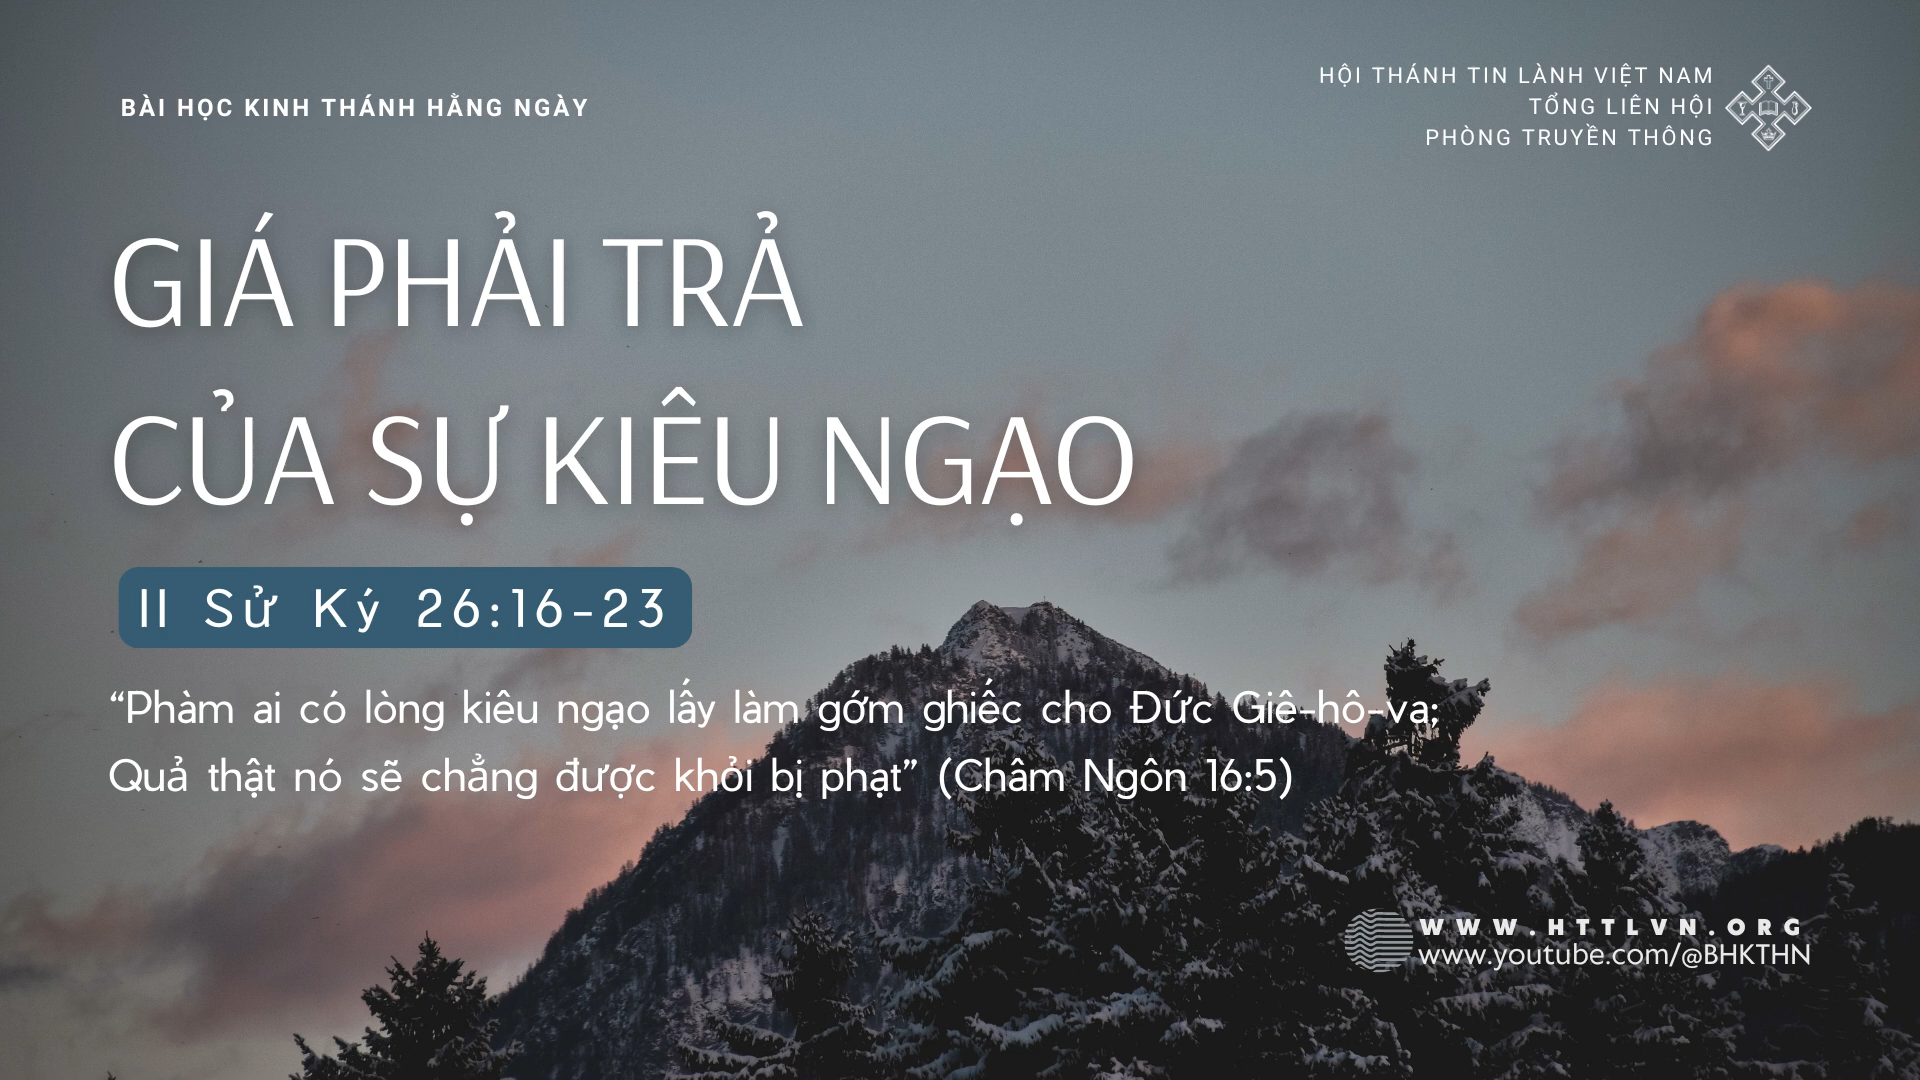 BÀI HỌC KINH THÁNH HẰNG NGÀY
HỘI THÁNH TIN LÀNH VIỆT NAM
TỔNG LIÊN HỘI
PHÒNG TRUYỀN THÔNG
GIÁ PHẢI TRẢ
CỦA SỰ KIÊU NGẠO
II Sử Ký 26:16-23
“Phàm ai có lòng kiêu ngạo lấy làm gớm ghiếc cho Đức Giê-hô-va;
Quả thật nó sẽ chẳng được khỏi bị phạt” (Châm Ngôn 16:5)
WWW.HTTLVN.ORG
www.youtube.com/@BHKTHN